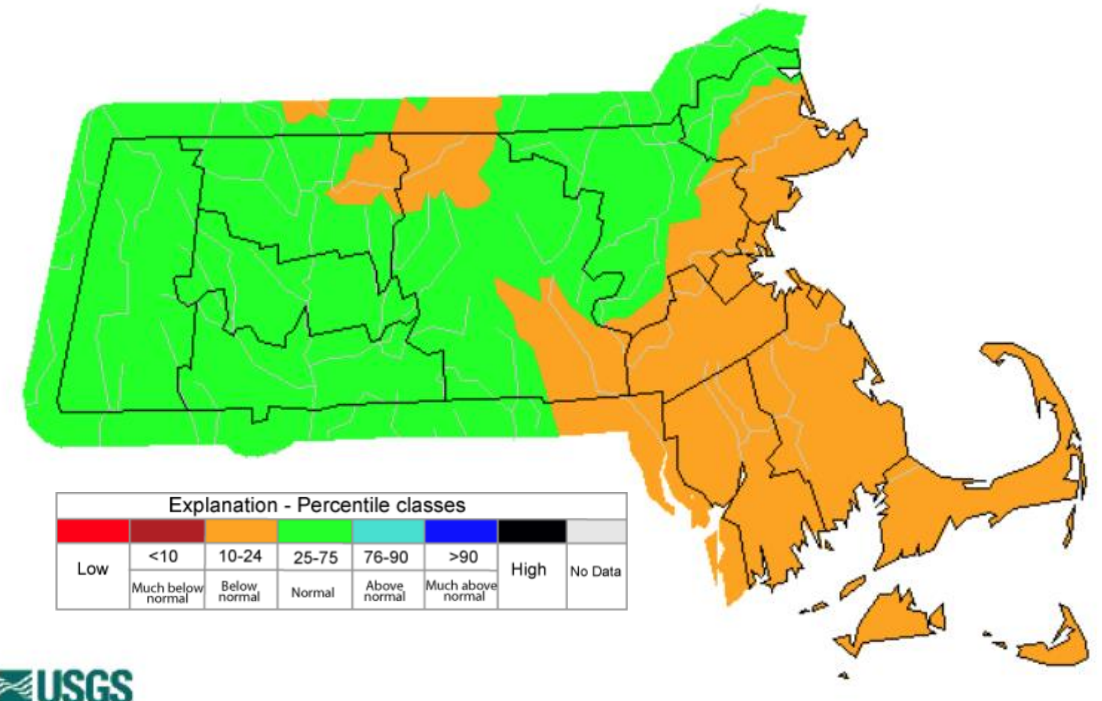 Explanation - Percentile classes
Low
<10
10-24
25-75
76-90
>90
High
No Data
Much below
normal
Below
normal
Normal
Above
normal
Much above
normal
USGS